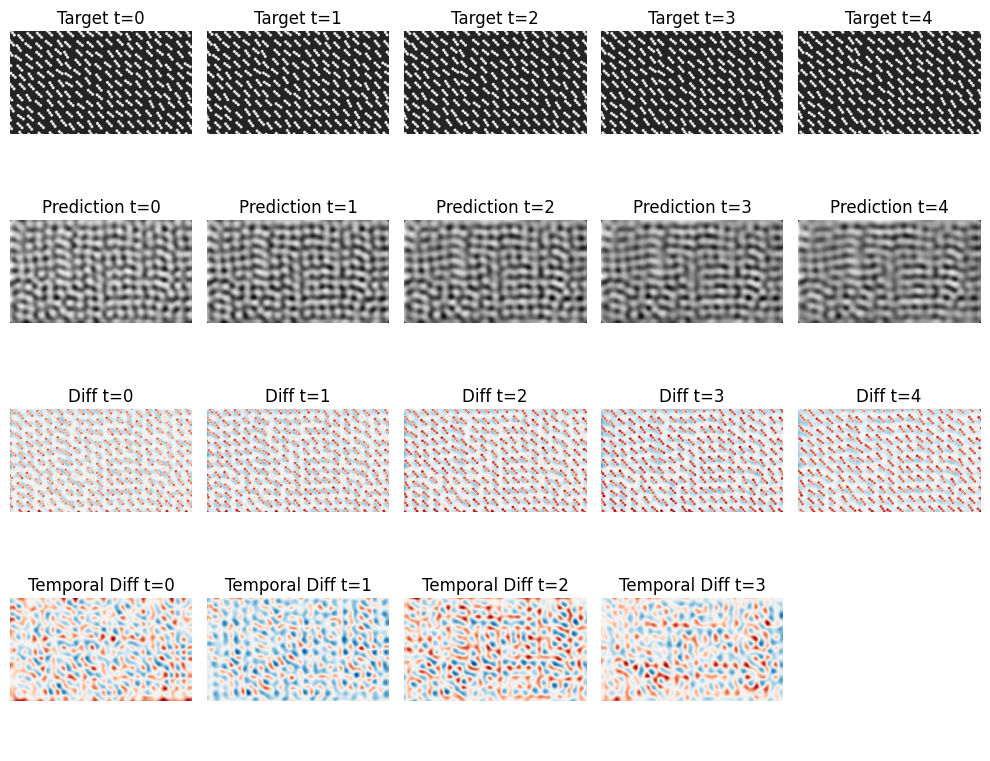 Target t=0 Target t=1 Target t=2 Target t=3 Target t=4
Prediction t=0 Prediction t=1 Prediction t=2 Prediction t=3 Prediction t=4
Diff t=0 Diff t=1 Diff t=2 Diff t=3 Diff t=4
Temporal Diff t=0 Temporal Diff t=1 Temporal Diff t=2 Temporal Diff t=3